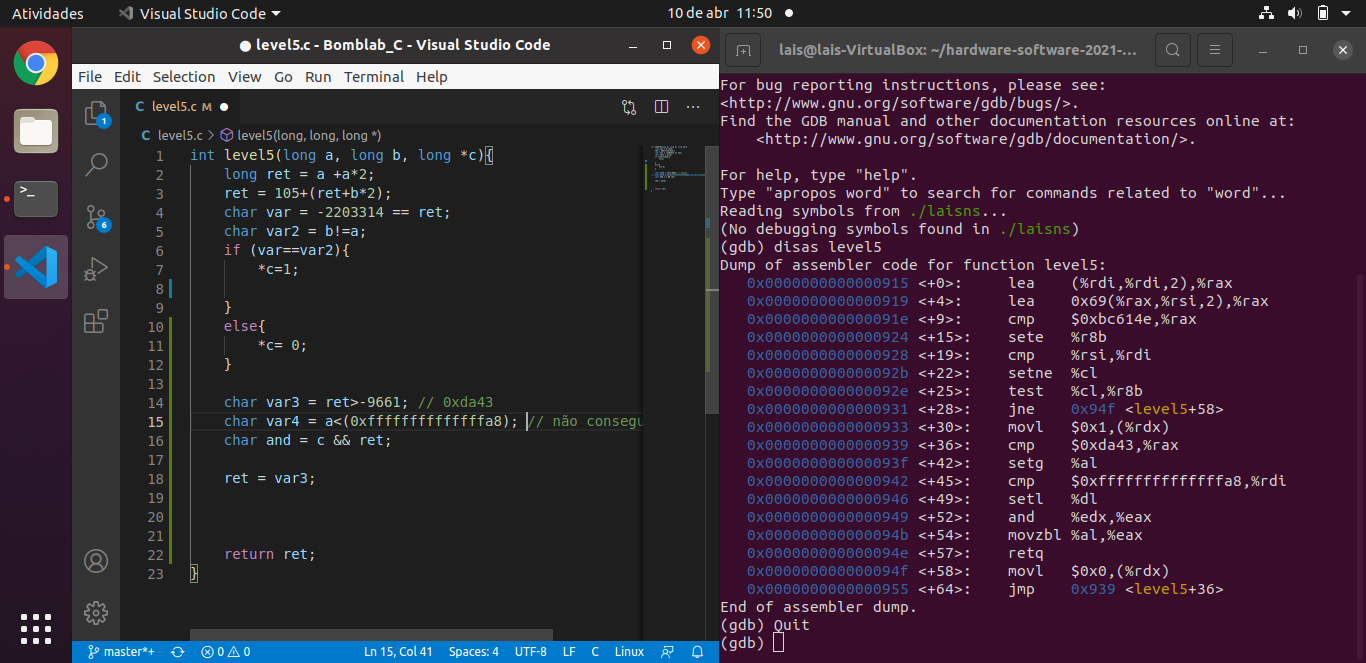 Atividades
Visual Studio Code
10 de abr 11:50
● level5.c - Bomblab_C - Visual Studio Code
File Edit Selection View Go Run Terminal Help
C level5.c M ●
C level5.c > level5(long, long, long *)
1 int level5(long a, long b, long *c){
2 long ret = a +a*2;
3 ret = 105+(ret+b*2);
4 char var = -2203314 == ret;
5 char var2 = b!=a;
6 if (var==var2){
7 *c=1;
8
9 }
10 else{
11 *c= 0;
12 }
13
14 char var3 = ret>-9661; // 0xda43
15 char var4 = a<(0xffffffffffffffa8); // não consegu
16 char and = c && ret;
17
18 ret = var3;
19
20
21
22 return ret;
23 }
1
6
master*+ 0 0 Ln 15, Col 41 Spaces: 4 UTF-8 LF C Linux
lais@lais-VirtualBox: ~/hardware-software-2021-...
For bug reporting instructions, please see:
<http://www.gnu.org/software/gdb/bugs/>.
Find the GDB manual and other documentation resources online at:
<http://www.gnu.org/software/gdb/documentation/>.
For help, type "help".
Type "apropos word" to search for commands related to "word"...
Reading symbols from ./laisns...
(No debugging symbols found in ./laisns)
(gdb) disas level5
Dump of assembler code for function level5:
0x0000000000000915 <+0>: lea (%rdi,%rdi,2),%rax
0x0000000000000919 <+4>: lea 0x69(%rax,%rsi,2),%rax
0x000000000000091e <+9>: cmp $0xbc614e,%rax
0x0000000000000924 <+15>: sete %r8b
0x0000000000000928 <+19>: cmp %rsi,%rdi
0x000000000000092b <+22>: setne %cl
0x000000000000092e <+25>: test %cl,%r8b
0x0000000000000931 <+28>: jne 0x94f <level5+58>
0x0000000000000933 <+30>: movl $0x1,(%rdx)
0x0000000000000939 <+36>: cmp $0xda43,%rax
0x000000000000093f <+42>: setg %al
0x0000000000000942 <+45>: cmp $0xffffffffffffffa8,%rdi
0x0000000000000946 <+49>: setl %dl
0x0000000000000949 <+52>: and %edx,%eax
0x000000000000094b <+54>: movzbl %al,%eax
0x000000000000094e <+57>: retq
0x000000000000094f <+58>: movl $0x0,(%rdx)
0x0000000000000955 <+64>: jmp 0x939 <level5+36>
End of assembler dump.
(gdb) Quit
(gdb)